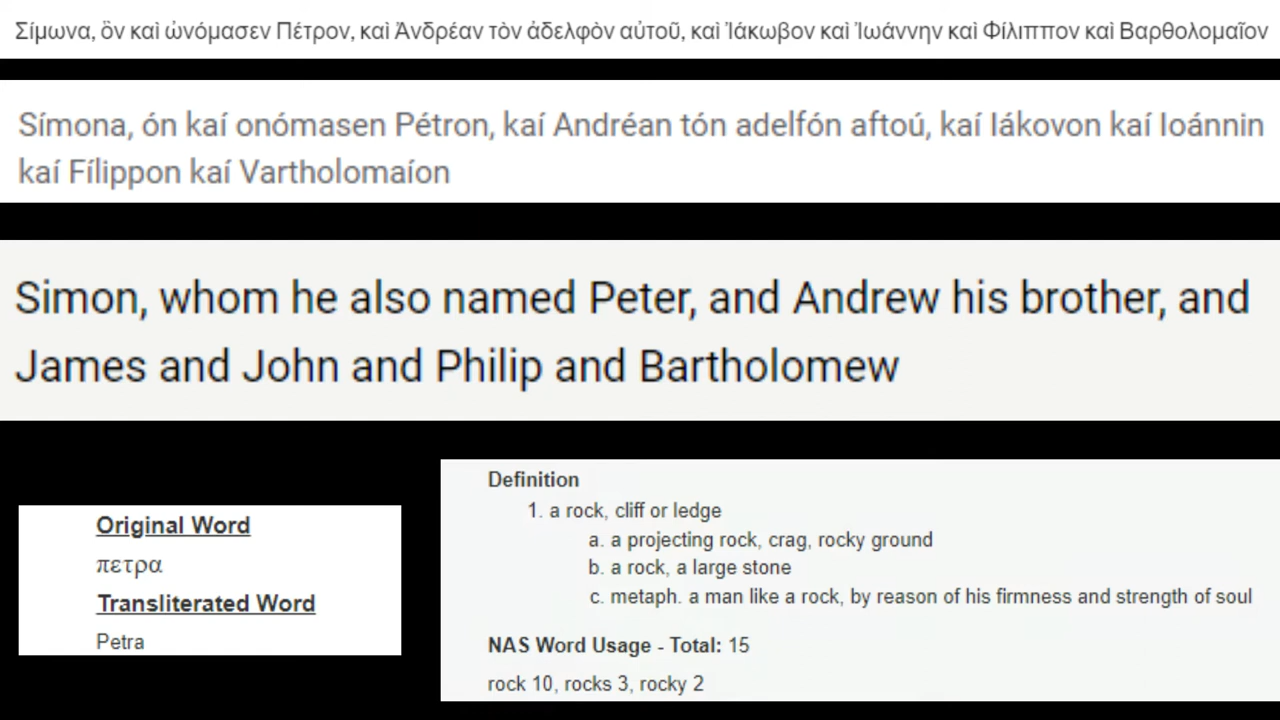 Σίμωνα, ὃν καὶ ὠνόμασεν Πέτρον, καὶ Ἀνδρέαν τὸν ἀδελφὸν αὐτοῦ, καὶ Ἰάκωβον καὶ Ἰωάννην καὶ Φίλιππον καὶ Βαρθολομαῖον
Símona, ón kaí onómasen Pétron, kaí Andréan tón adelfón aftoú, kaí Iákovon kaí Ioánnin
kaí Fílippon kaí Vartholomaíon
Simon, whom he also named Peter, and Andrew his brother, and
James and John and Philip and Bartholomew
Original Word
πετρα
Transliterated Word
Petra
Definition
1. a rock, cliff or ledge
a. a projecting rock, crag, rocky ground
b. a rock, a large stone
c. metaph. a man like a rock, by reason of his firmness and strength of soul
NAS Word Usage - Total: 15
rock 10, rocks 3, rocky 2